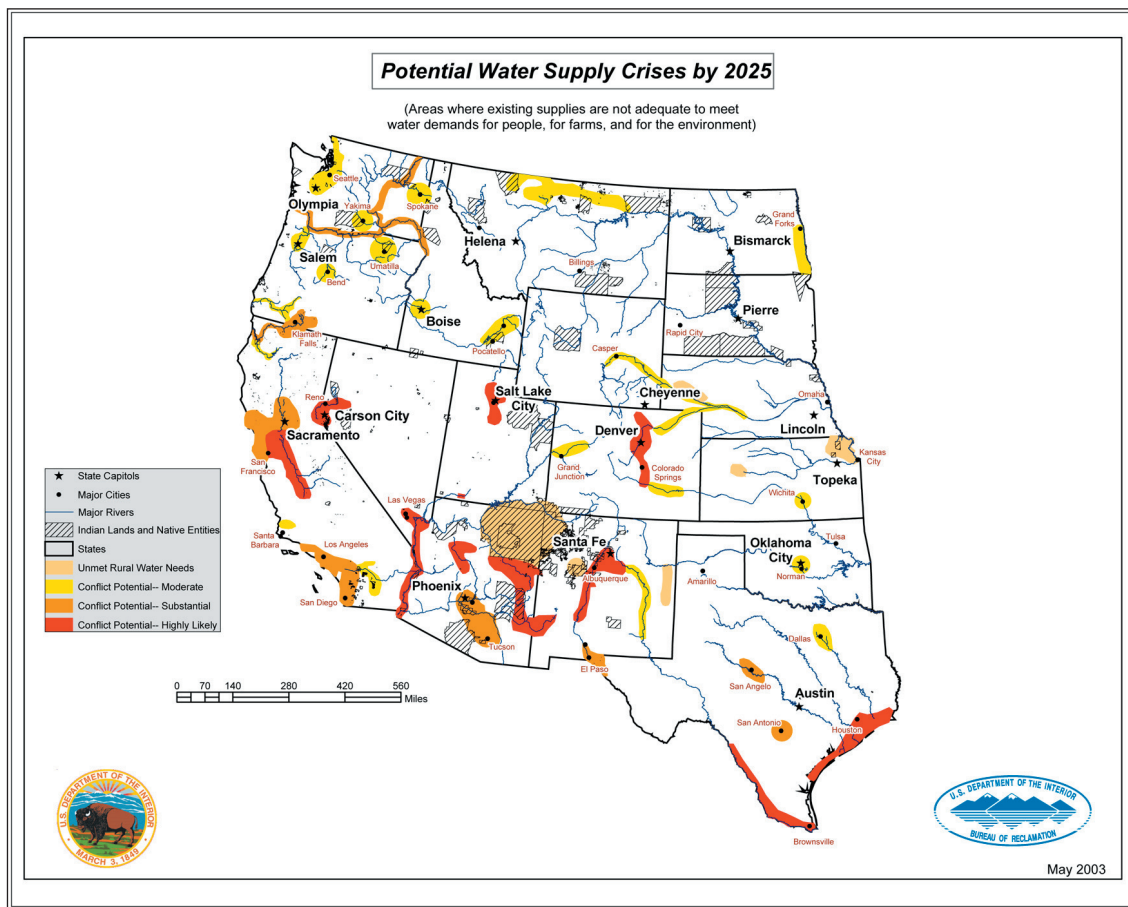 Potential Water Supply Crises by 2025
(Areas where existing supplies are not adequate to meet
water demands for people, for farms, and for the environment)
Seattle
Olympia
Spokane
Yakima
Grand
Forks
Helena
Bismarck
Salem
Umatilla
Billings
Bend
Pierre
Boise
Rapid City
Klamath
Falls
Pocatello
Casper
Salt Lake
City
Cheyenne
Omaha
Reno
Carson City
Lincoln
Sacramento
Denver
San
Francisco
Grand
Junction
Colorado
Springs
Kansas
City
Topeka
Las Vegas
Wichita
Santa
Barbara
Los Angeles
Santa Fe
Oklahoma
City
Tulsa
Albuquerque
Amarillo
Norman
San Diego
Phoenix
Tucson
El Paso
Dallas
San Angelo
Austin
San Antonio
Houston
Brownsville
State Capitols
Major Cities
Major Rivers
Indian Lands and Native Entities
States
Unmet Rural Water Needs
Conflict Potential-- Moderate
Conflict Potential-- Substantial
Conflict Potential-- Highly Likely
0 70 140 280 420 560
Miles
U.S. DEPARTMENT OF THE INTERIOR
MARCH 3, 1849
U.S. DEPARTMENT OF THE INTERIOR
BUREAU OF RECLAMATION
May 2003